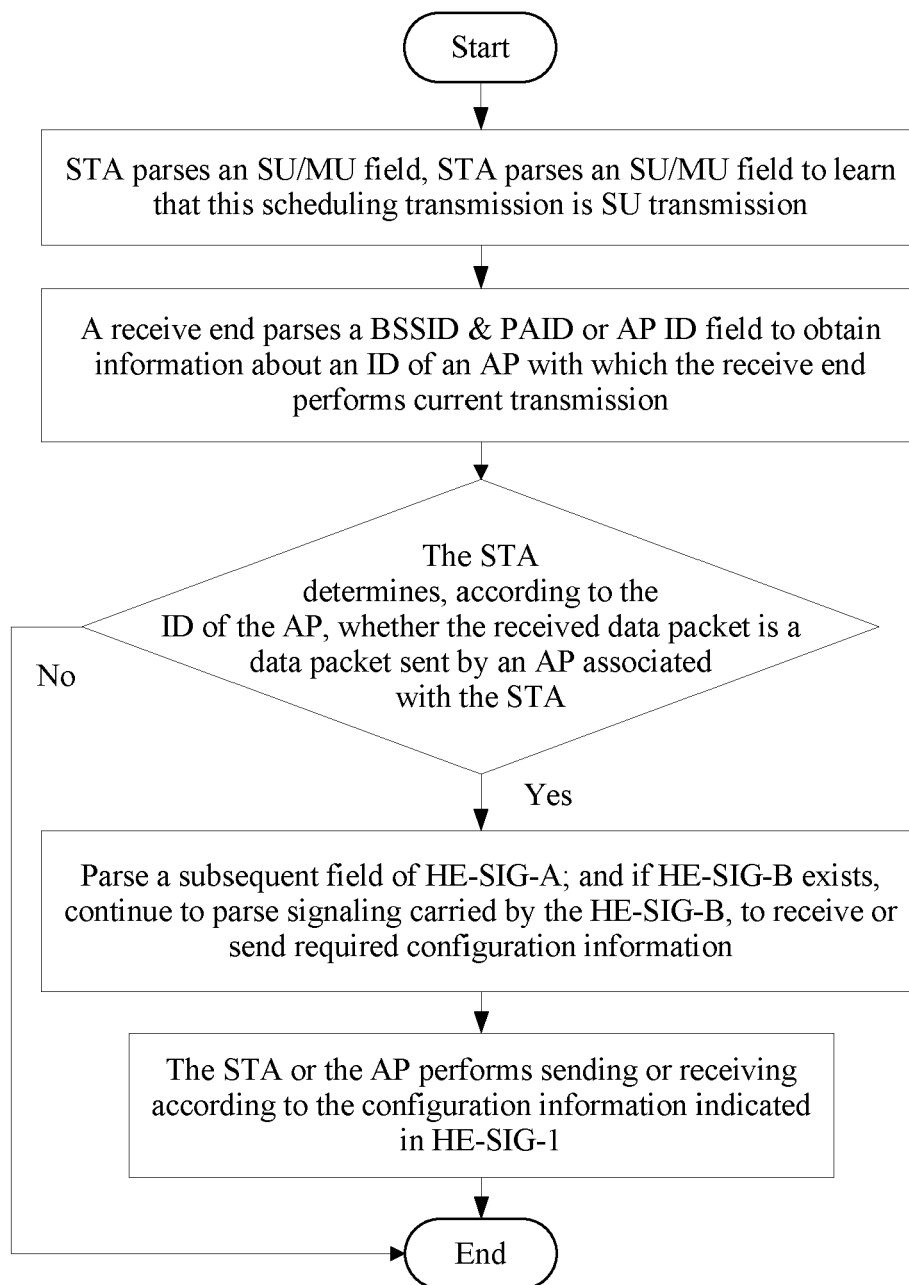 Start
STA parses an SU/MU field, STA parses an SU/MU field to learn
that this scheduling transmission is SU transmission
A receive end parses a BSSID & PAID or AP ID field to obtain
information about an ID of an AP with which the receive end
performs current transmission
The STA
determines, according to the
ID of the AP, whether the received data packet is a
data packet sent by an AP associated
with the STA
No
Yes
Parse a subsequent field of HE-SIG-A; and if HE-SIG-B exists,
continue to parse signaling carried by the HE-SIG-B, to receive or
send required configuration information
The STA or the AP performs sending or receiving
according to the configuration information indicated
in HE-SIG-1
End